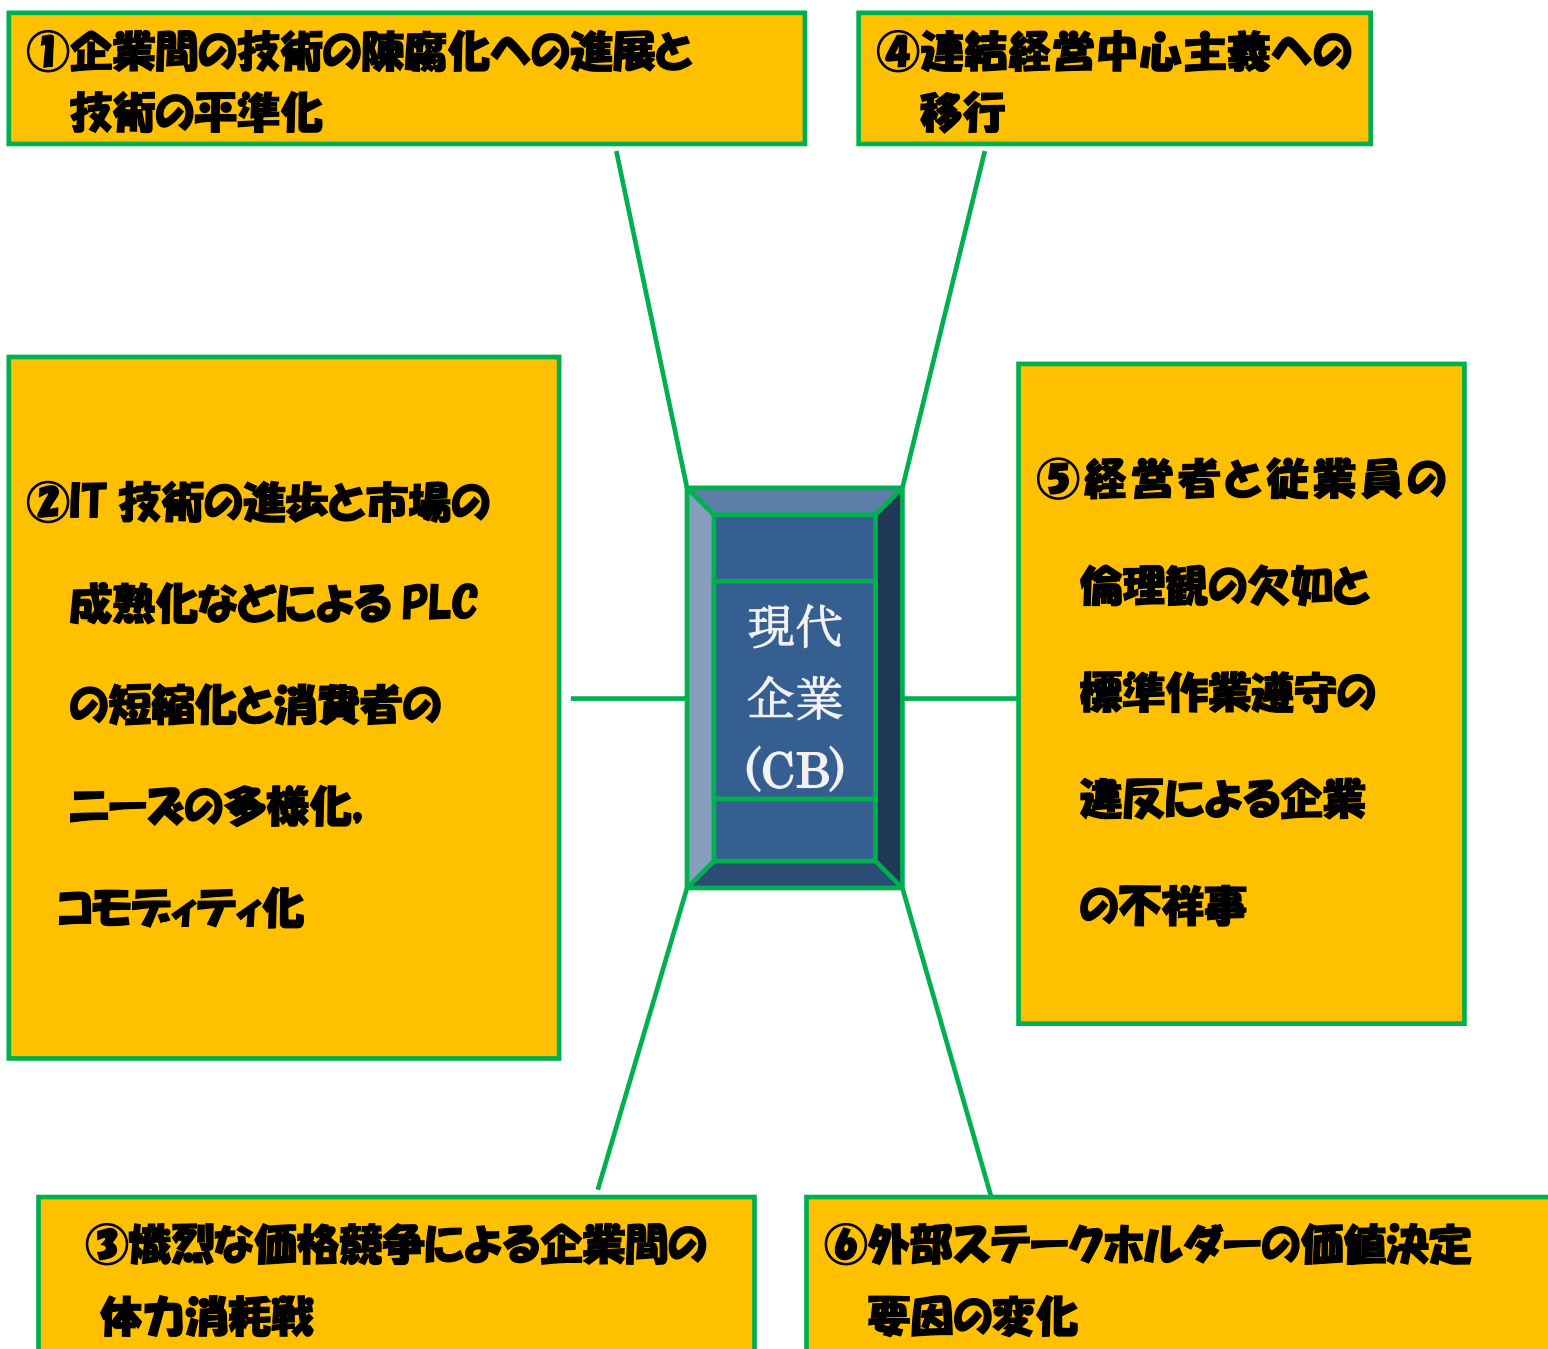 ①企業間の技術の陳腐化への進展と
技術の平準化
②IT 技術の進歩と市場の
成熟化などによる PLC
の短縮化と消費者の
ニーズの多様化,
コモディティ化
③熾烈な価格競争による企業間の
体力消耗戦
現代
企業
(CB)
④連結経営中心主義への
移行
⑤経営者と従業員の
倫理観の欠如と
標準作業遵守の
違反による企業
の不祥事
⑥外部ステークホルダーの価値決定
要因の変化